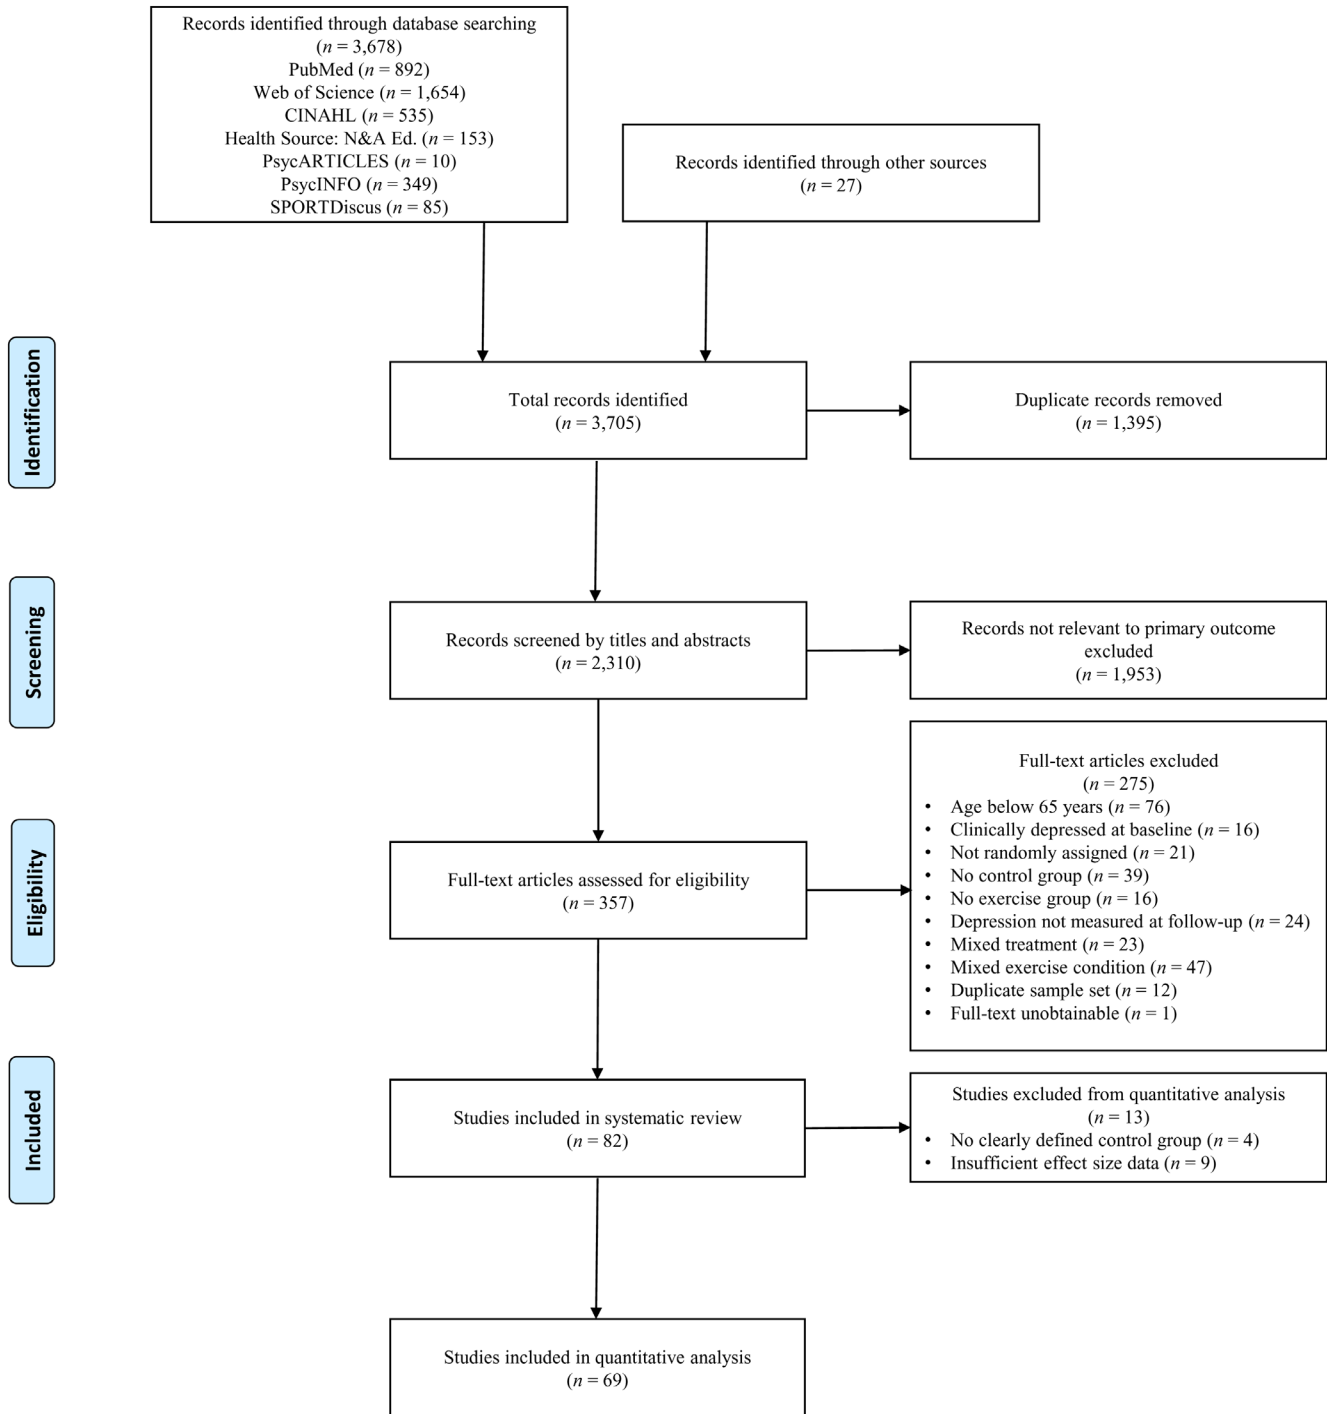 Records identified through database searching
(n = 3,678)
PubMed (n = 892)
Web of Science (n = 1,654)
CINAHL (n = 535)
Health Source: N&A Ed. (n = 153)
PsycARTICLES (n = 10)
PsycINFO (n = 349)
SPORTDiscus (n = 85)
Records identified through other sources
(n = 27)
Identification
Total records identified
(n = 3,705)
Duplicate records removed
(n = 1,395)
Screening
Records screened by titles and abstracts
(n = 2,310)
Records not relevant to primary outcome
excluded
(n = 1,953)
Eligibility
Full-text articles assessed for eligibility
(n = 357)
Full-text articles excluded
(n = 275)
• Age below 65 years (n = 76)
• Clinically depressed at baseline (n = 16)
• Not randomly assigned (n = 21)
• No control group (n = 39)
• No exercise group (n = 16)
• Depression not measured at follow-up (n = 24)
• Mixed treatment (n = 23)
• Mixed exercise condition (n = 47)
• Duplicate sample set (n = 12)
• Full-text unobtainable (n = 1)
Included
Studies included in systematic review
(n = 82)
Studies excluded from quantitative analysis
(n = 13)
• No clearly defined control group (n = 4)
• Insufficient effect size data (n = 9)
Studies included in quantitative analysis
(n = 69)